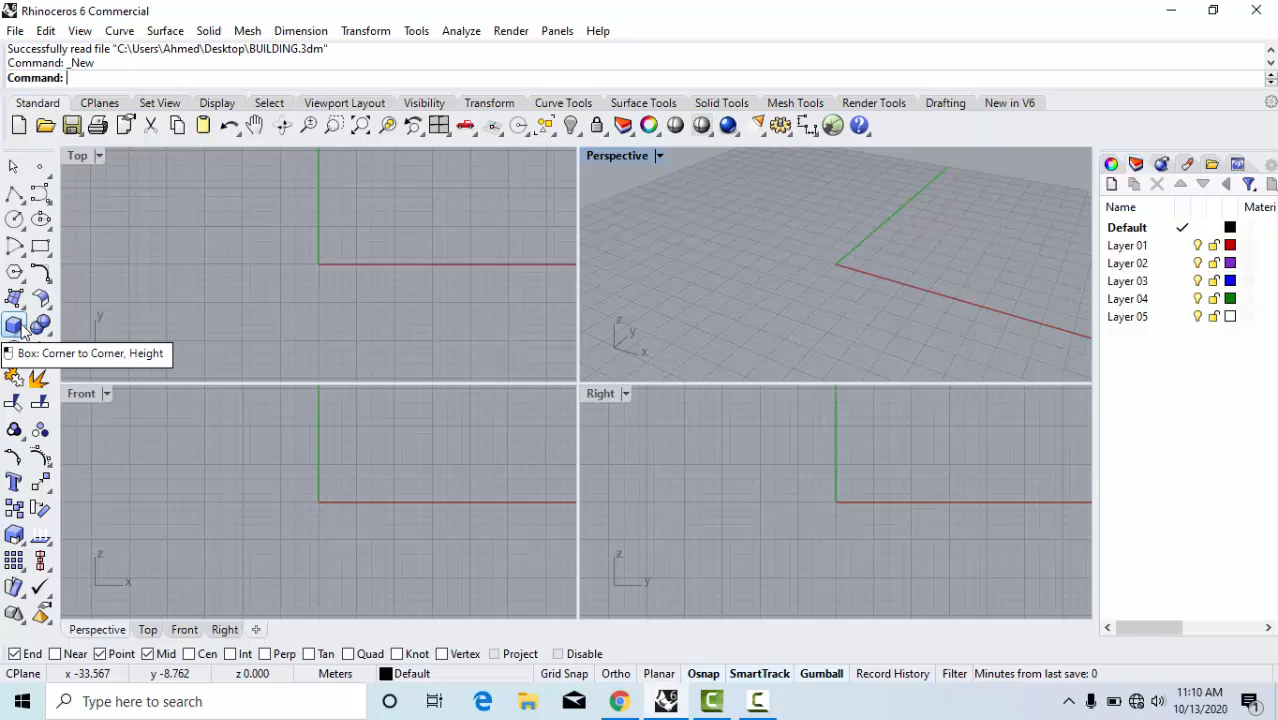 Rhinoceros 6 Commercial
File Edit View Curve Surface Solid Mesh Dimension Transform Tools Analyze Render Panels Help
Successfully read file "C:\Users\Ahmed\Desktop\BUILDING.3dm"
Command: _New
Command:
Standard CPlanes Set View Display Select Viewport Layout Visibility Transform Curve Tools Surface Tools Solid Tools Mesh Tools Render Tools Drafting New in V6
Top
Perspective
Name Materi
Default
Layer 01
Layer 02
Layer 03
Layer 04
Layer 05
y
z
y
x
Box: Corner to Corner, Height
Front
Right
z
x
z
y
Perspective Top Front Right
End Near Point Mid Cen Int Perp Tan Quad Knot Vertex Project Disable
CPlane x -33.567 y -8.762 z 0.000 Meters Default Grid Snap Ortho Planar Osnap SmartTrack Gumball Record History Filter Minutes from last save: 0
Type here to search
11:10 AM
10/13/2020